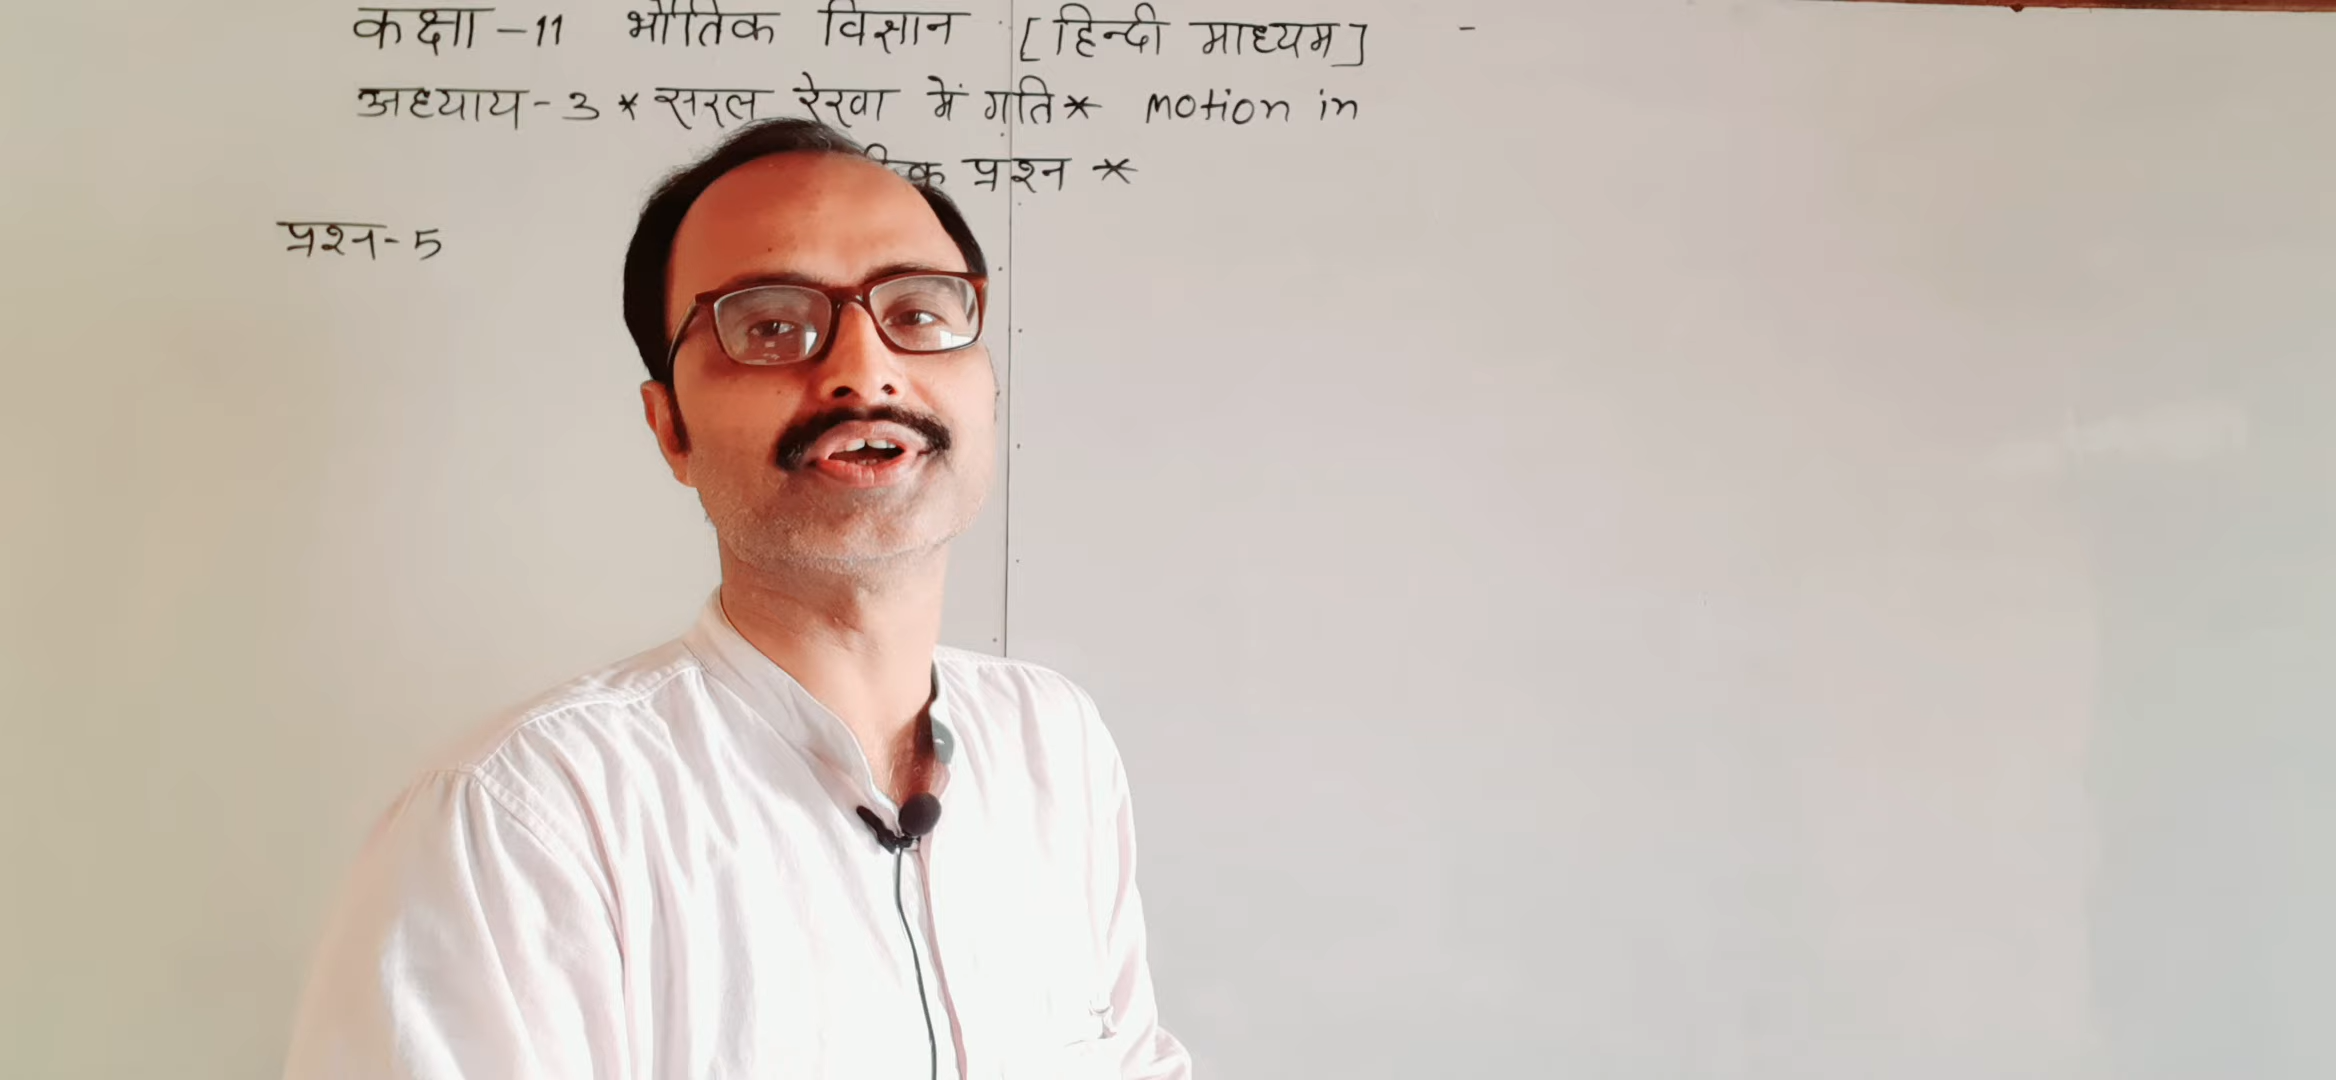 कक्षा - 11 भौतिक विज्ञान [हिन्दी माध्यम] -
अध्याय - 3 * सरल रेखा में गति * motion in
प्रश्न *
प्रश्न - 5